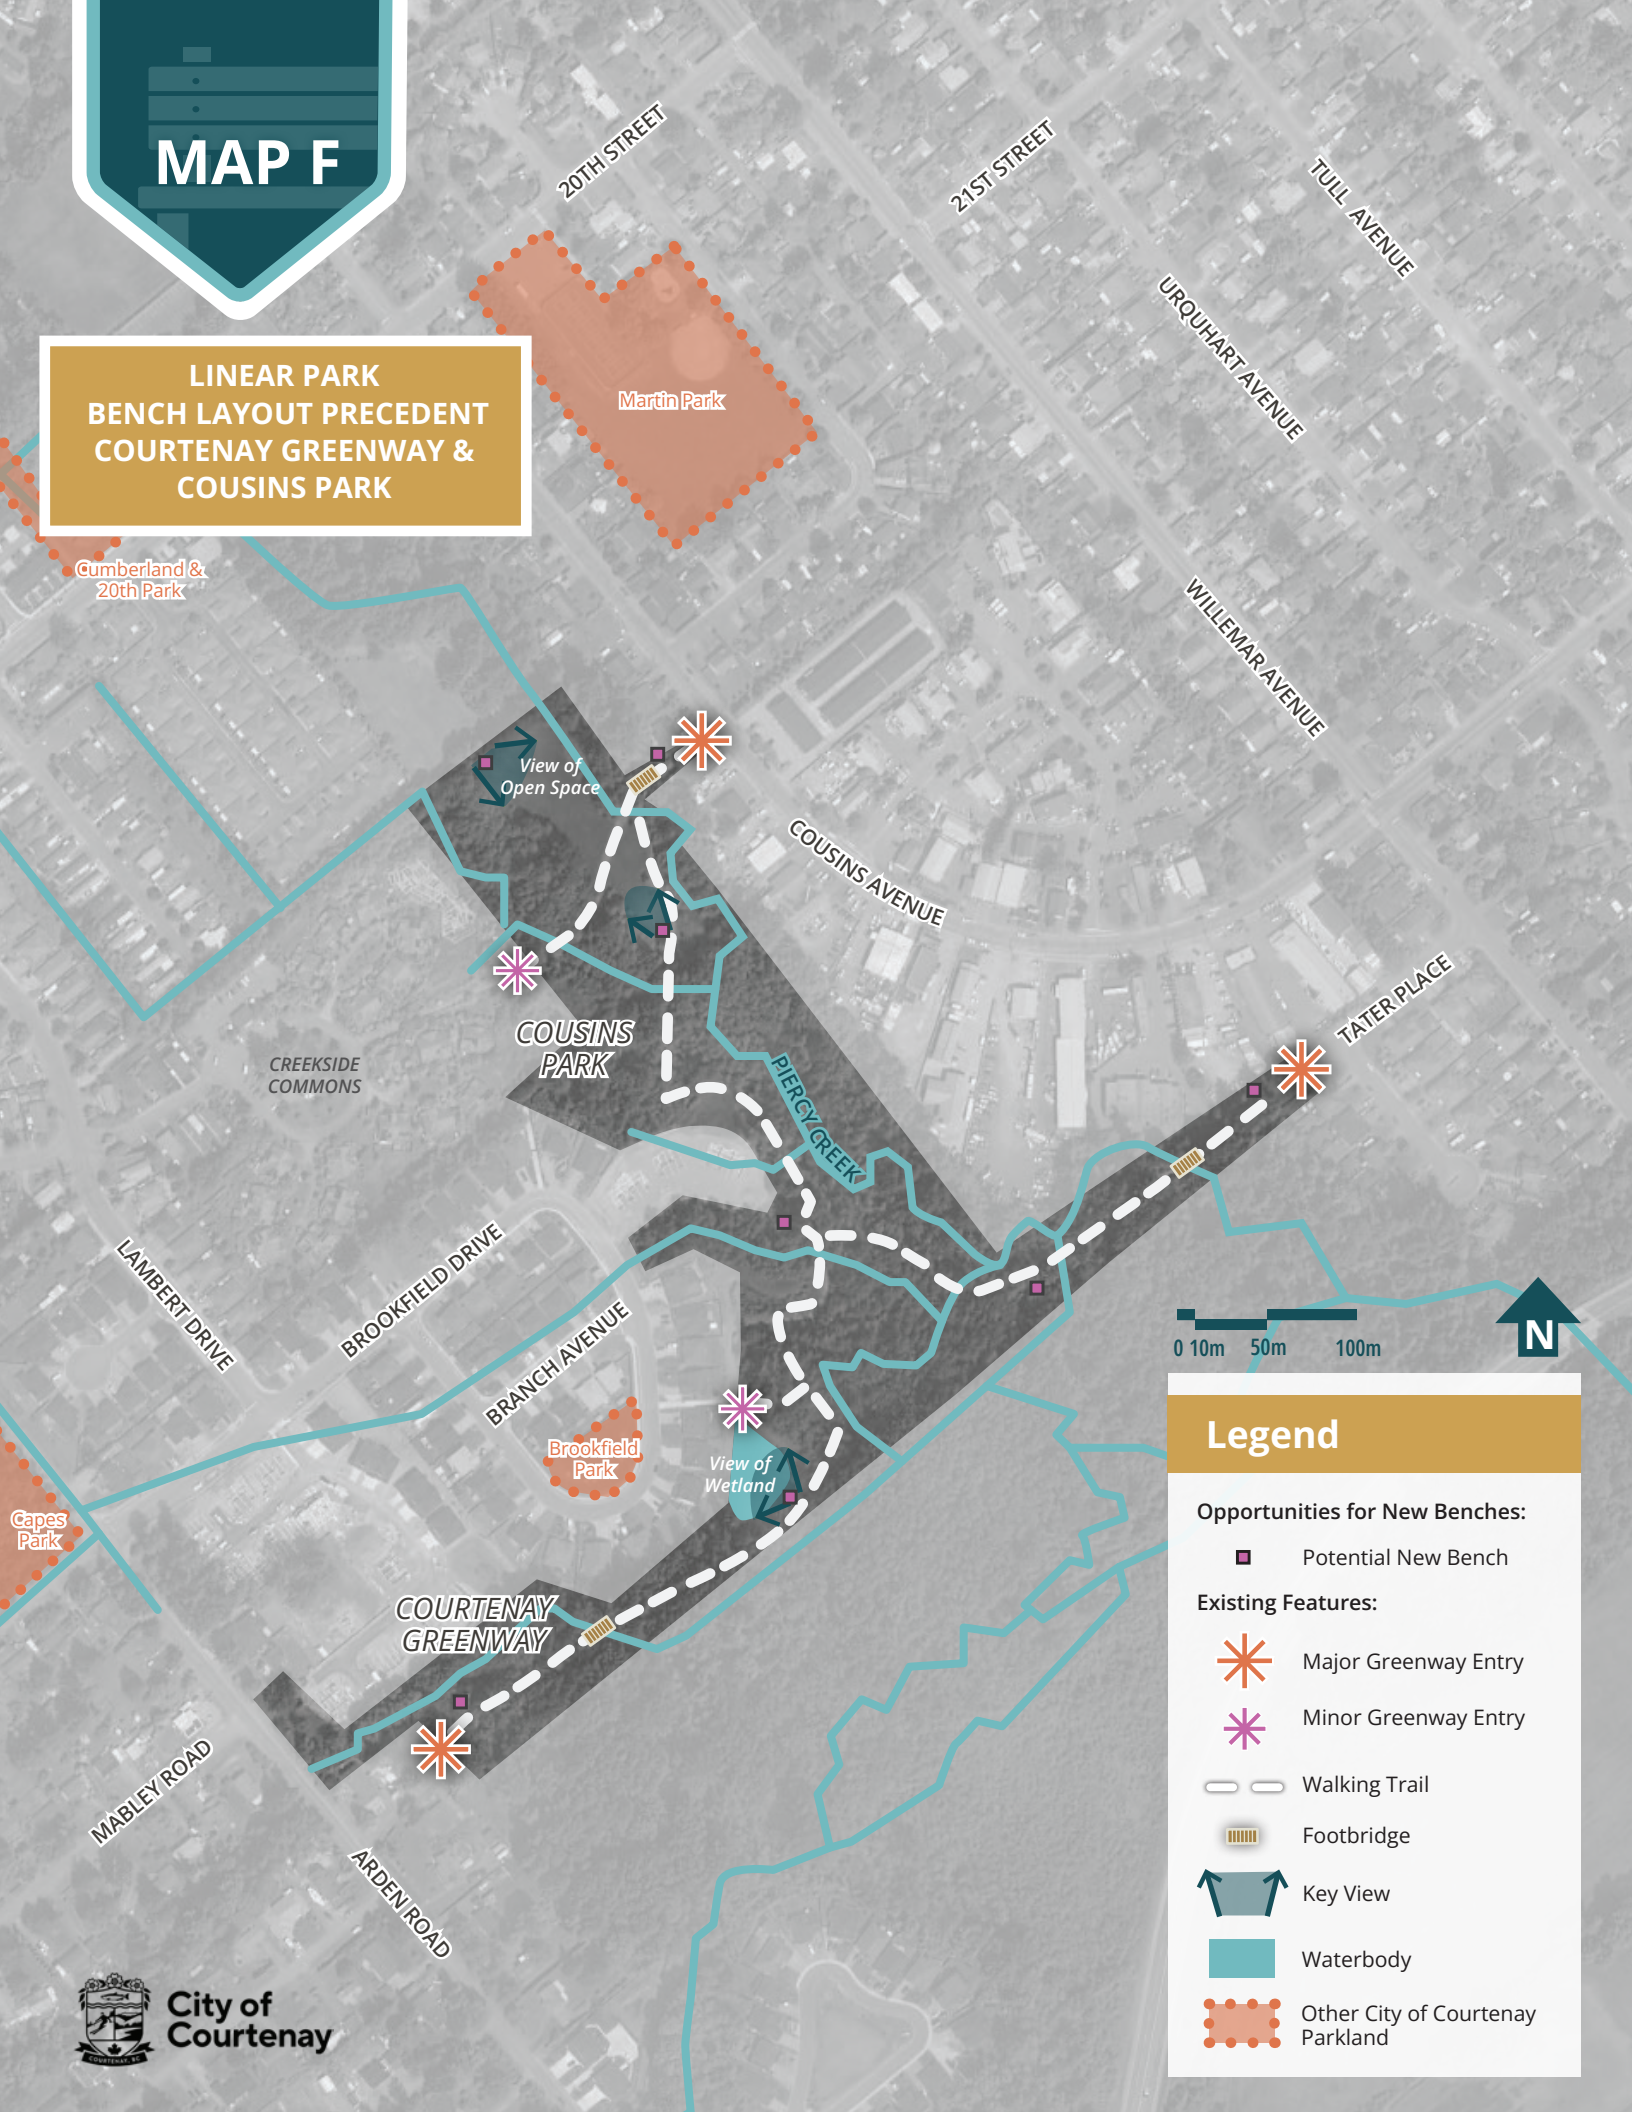 MAP F
LINEAR PARK
BENCH LAYOUT PRECEDENT
COURTENAY GREENWAY &
COUSINS PARK
20TH STREET
21ST STREET
TULL AVENUE
URQUHART AVENUE
Martin Park
Cumberland &
20th Park
WILLEMAR AVENUE
View of
Open Space
COUSINS AVENUE
TATER PLACE
COUSINS
PARK
CREEKSIDE
COMMONS
PIERCY CREEK
LAMBERT DRIVE
BROOKFIELD DRIVE
BRANCH AVENUE
Brookfield
Park
View of
Wetland
Capes
Park
COURTENAY
GREENWAY
MABLEY ROAD
ARDEN ROAD
0 10m 50m 100m
N
Legend
Opportunities for New Benches:
Potential New Bench
Existing Features:
Major Greenway Entry
Minor Greenway Entry
Walking Trail
Footbridge
Key View
Waterbody
Other City of Courtenay
Parkland
City of
Courtenay
COURTENAY, BC